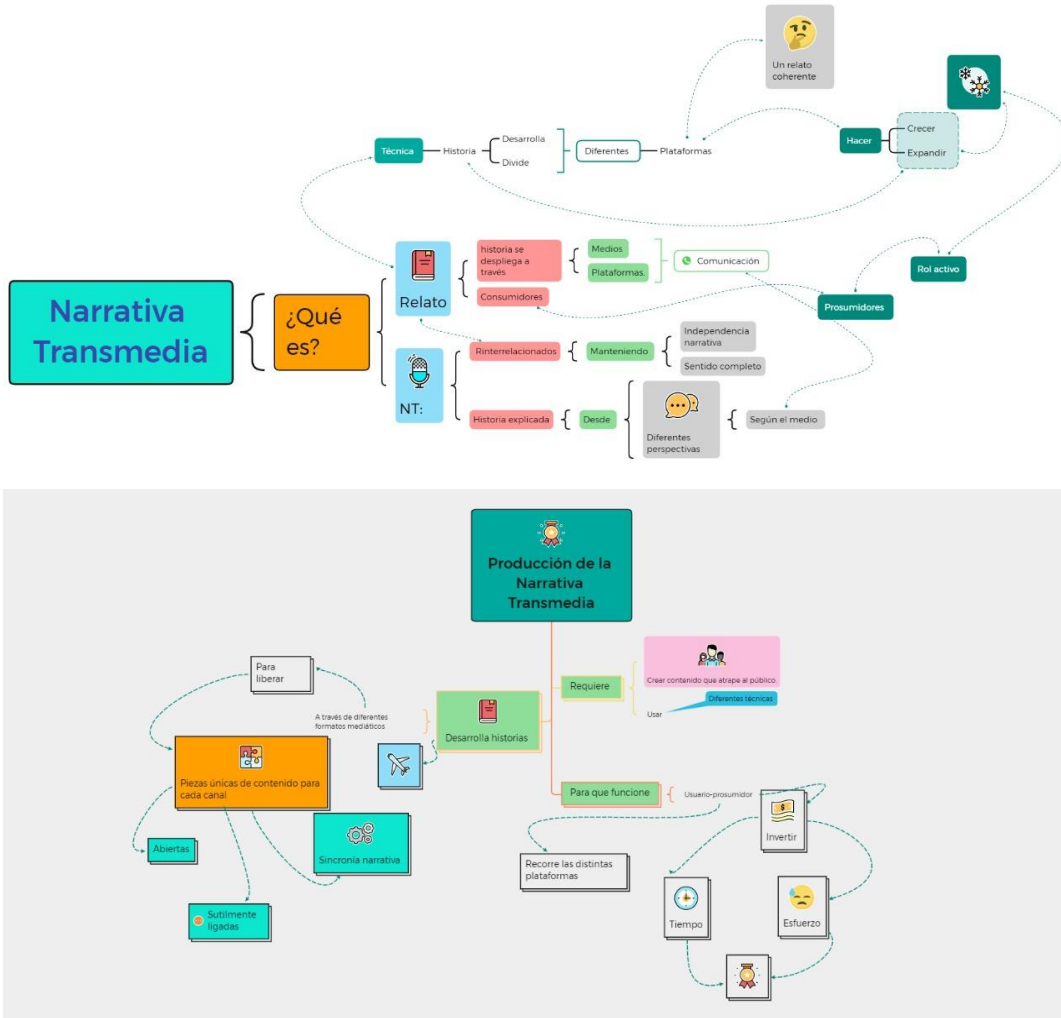 Un relato
coherente
Técnica
Historia
Desarrolla
Divide
Diferentes
Plataformas
Hacer
Crecer
Expandir
Narrativa
Transmedia
¿Qué
es?
Relato
historia se
despliega a
través
Consumidores
Medios
Plataformas.
Comunicación
Rol activo
Prosumidores
NT:
Rinterrelacionados
Manteniendo
Independencia
narrativa
Sentido completo
Historia explicada
Desde
Diferentes
perspectivas
Según el medio
Producción de la
Narrativa
Transmedia
Para
liberar
A través de diferentes
formatos mediáticos
Desarrolla historias
Requiere
Crear contenido que atrape al público.
Usar
Diferentes técnicas
Piezas únicas de contenido para
cada canal
Abiertas
Sutilmente
ligadas
Sincronía narrativa
Para que funcione
Usuario-prosumidor
Recorre las distintas
plataformas
Invertir
Tiempo
Esfuerzo